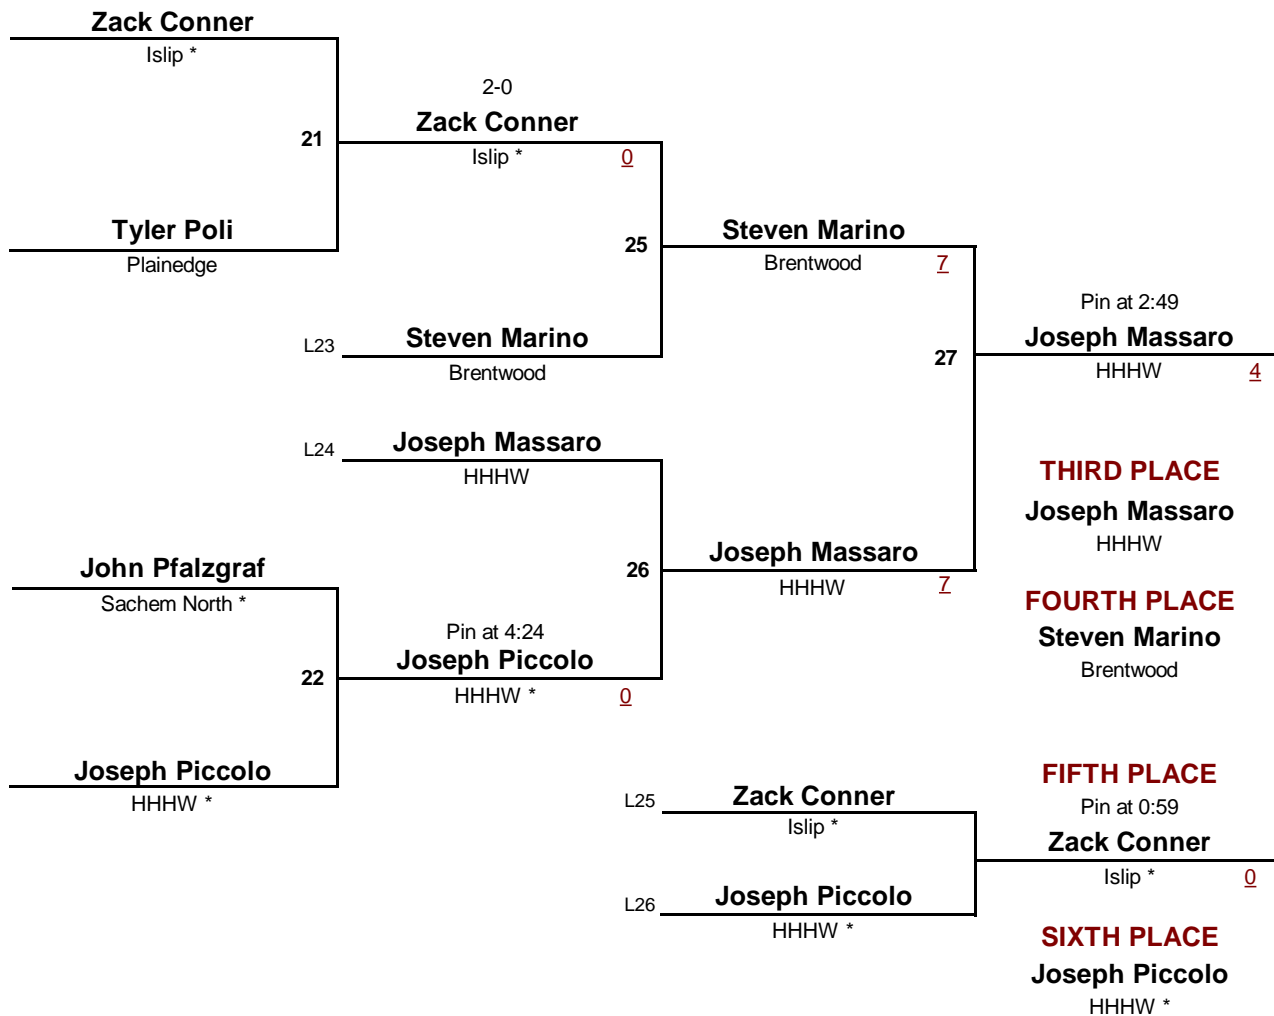 Zack Conner
Islip *
2-0
Zack Conner
21
Islip *
0
Tyler Poli
Plainedge
25
Steven Marino
Brentwood
7
L23
Steven Marino
Brentwood
Pin at 2:49
Joseph Massaro
27
HHHW
4
L24
Joseph Massaro
HHHW
THIRD PLACE
Joseph Massaro
HHHW
John Pfalzgraf
Sachem North *
26
Joseph Massaro
HHHW
7
FOURTH PLACE
Steven Marino
Brentwood
Pin at 4:24
Joseph Piccolo
22
HHHW *
0
Joseph Piccolo
HHHW *
FIFTH PLACE
L25
Zack Conner
Islip *
Pin at 0:59
Zack Conner
Islip *
0
L26
Joseph Piccolo
HHHW *
SIXTH PLACE
Joseph Piccolo
HHHW *